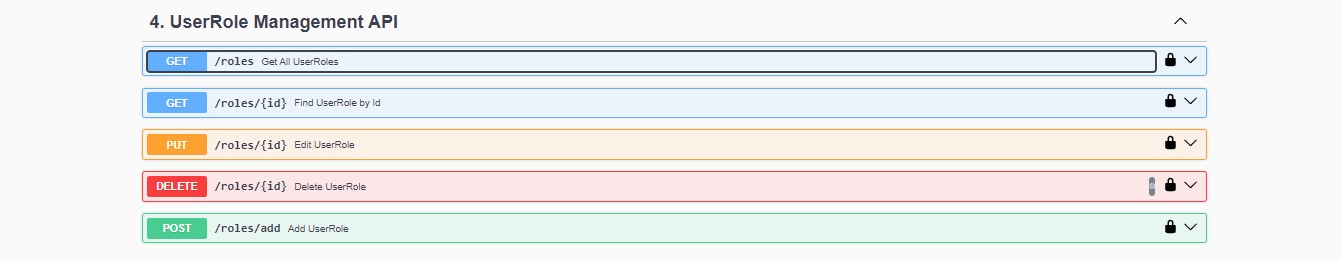 4. UserRole Management API
GET /roles Get All UserRoles
GET /roles/{id} Find UserRole by Id
PUT /roles/{id} Edit UserRole
DELETE /roles/{id} Delete UserRole
POST /roles/add Add UserRole